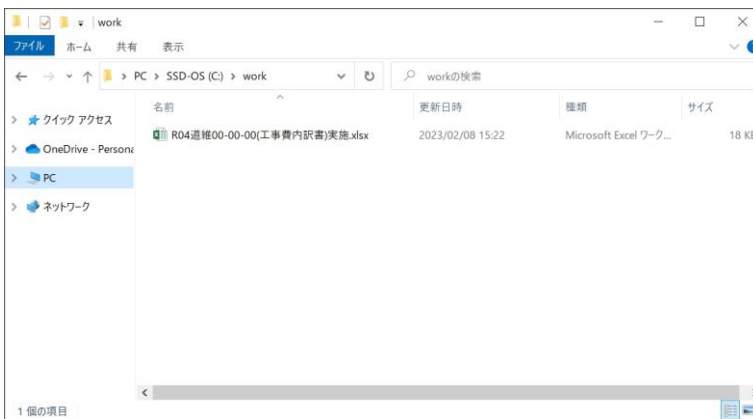 work
ファイル ホーム 共有 表示
PC > SSD-OS (C:) > work
workの検索
名前 更新日時 種類 サイズ
クイック アクセス
R04道維00-00-00(工事費内訳書)実施.xlsx 2023/02/08 15:22 Microsoft Excel ワーク... 18 KB
OneDrive - Persona
PC
ネットワーク
1 個の項目